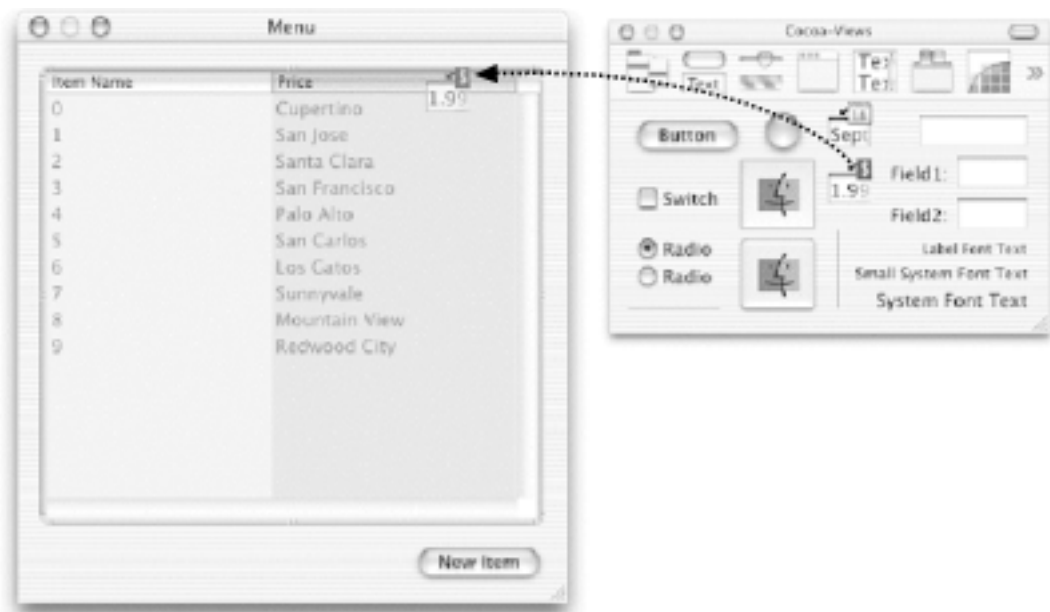 Menu
Item Name Price
1.99
0 Cupertino
1 San Jose
2 Santa Clara
3 San Francisco
4 Palo Alto
5 San Carlos
6 Los Gatos
7 Sunnyvale
8 Mountain View
9 Redwood City
New Item
Cocoa-Views
Text
Button
Sept
1.99
Switch
Field1:
Field2:
Radio
Radio
Label Font Text
Small System Font Text
System Font Text